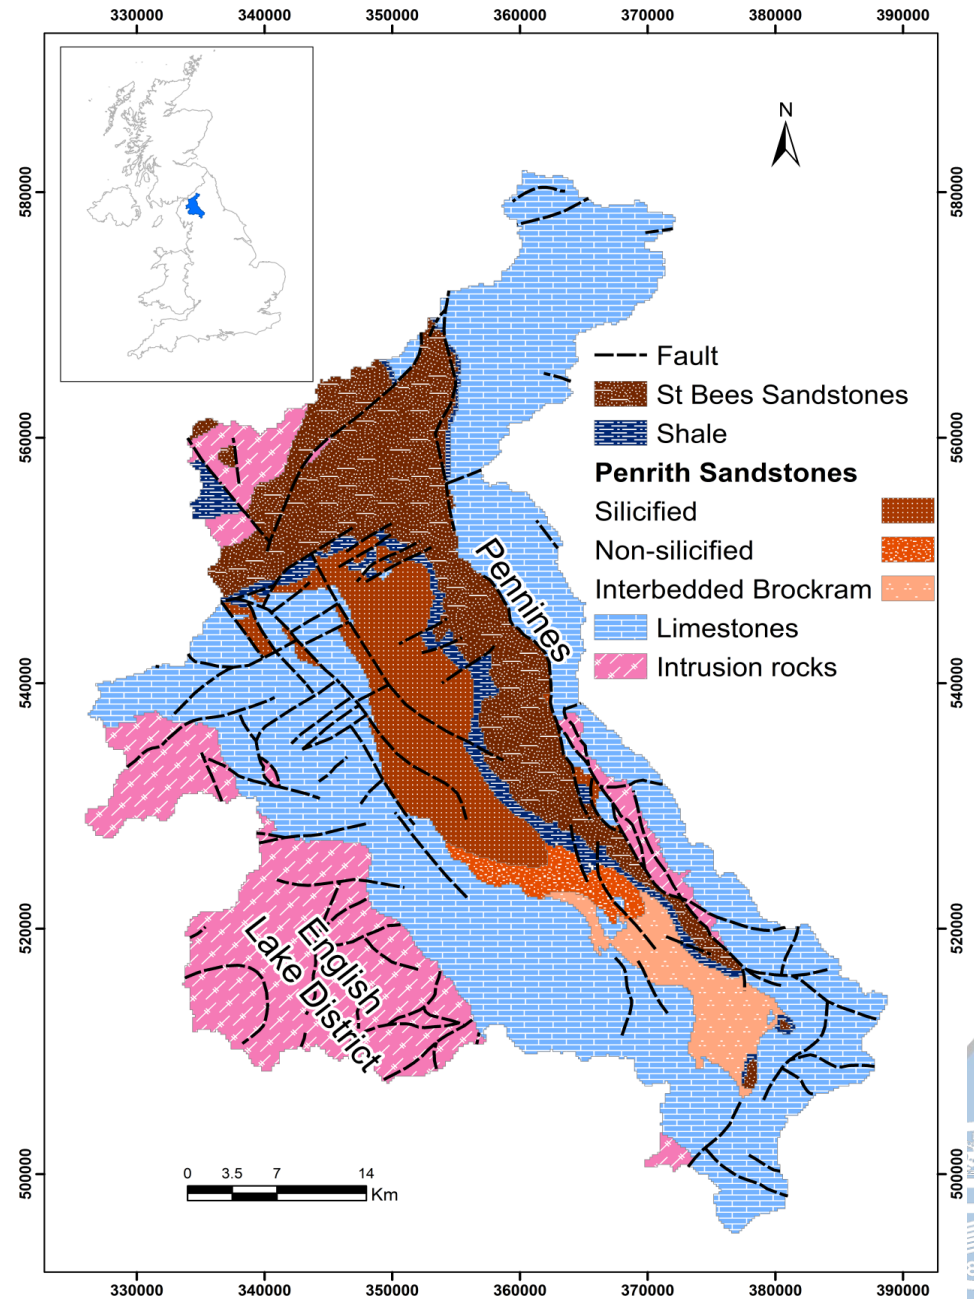 330000 340000 350000 360000 370000 380000 390000
N
580000
580000
Fault
St Bees Sandstones
Shale
Penrith Sandstones
Silicified
Non-silicified
Interbedded Brockram
Limestones
Intrusion rocks
560000
560000
Pennines
540000
540000
English
Lake District
520000
520000
0 3.5 7 14
Km
500000
500000
330000 340000 350000 360000 370000 380000 390000